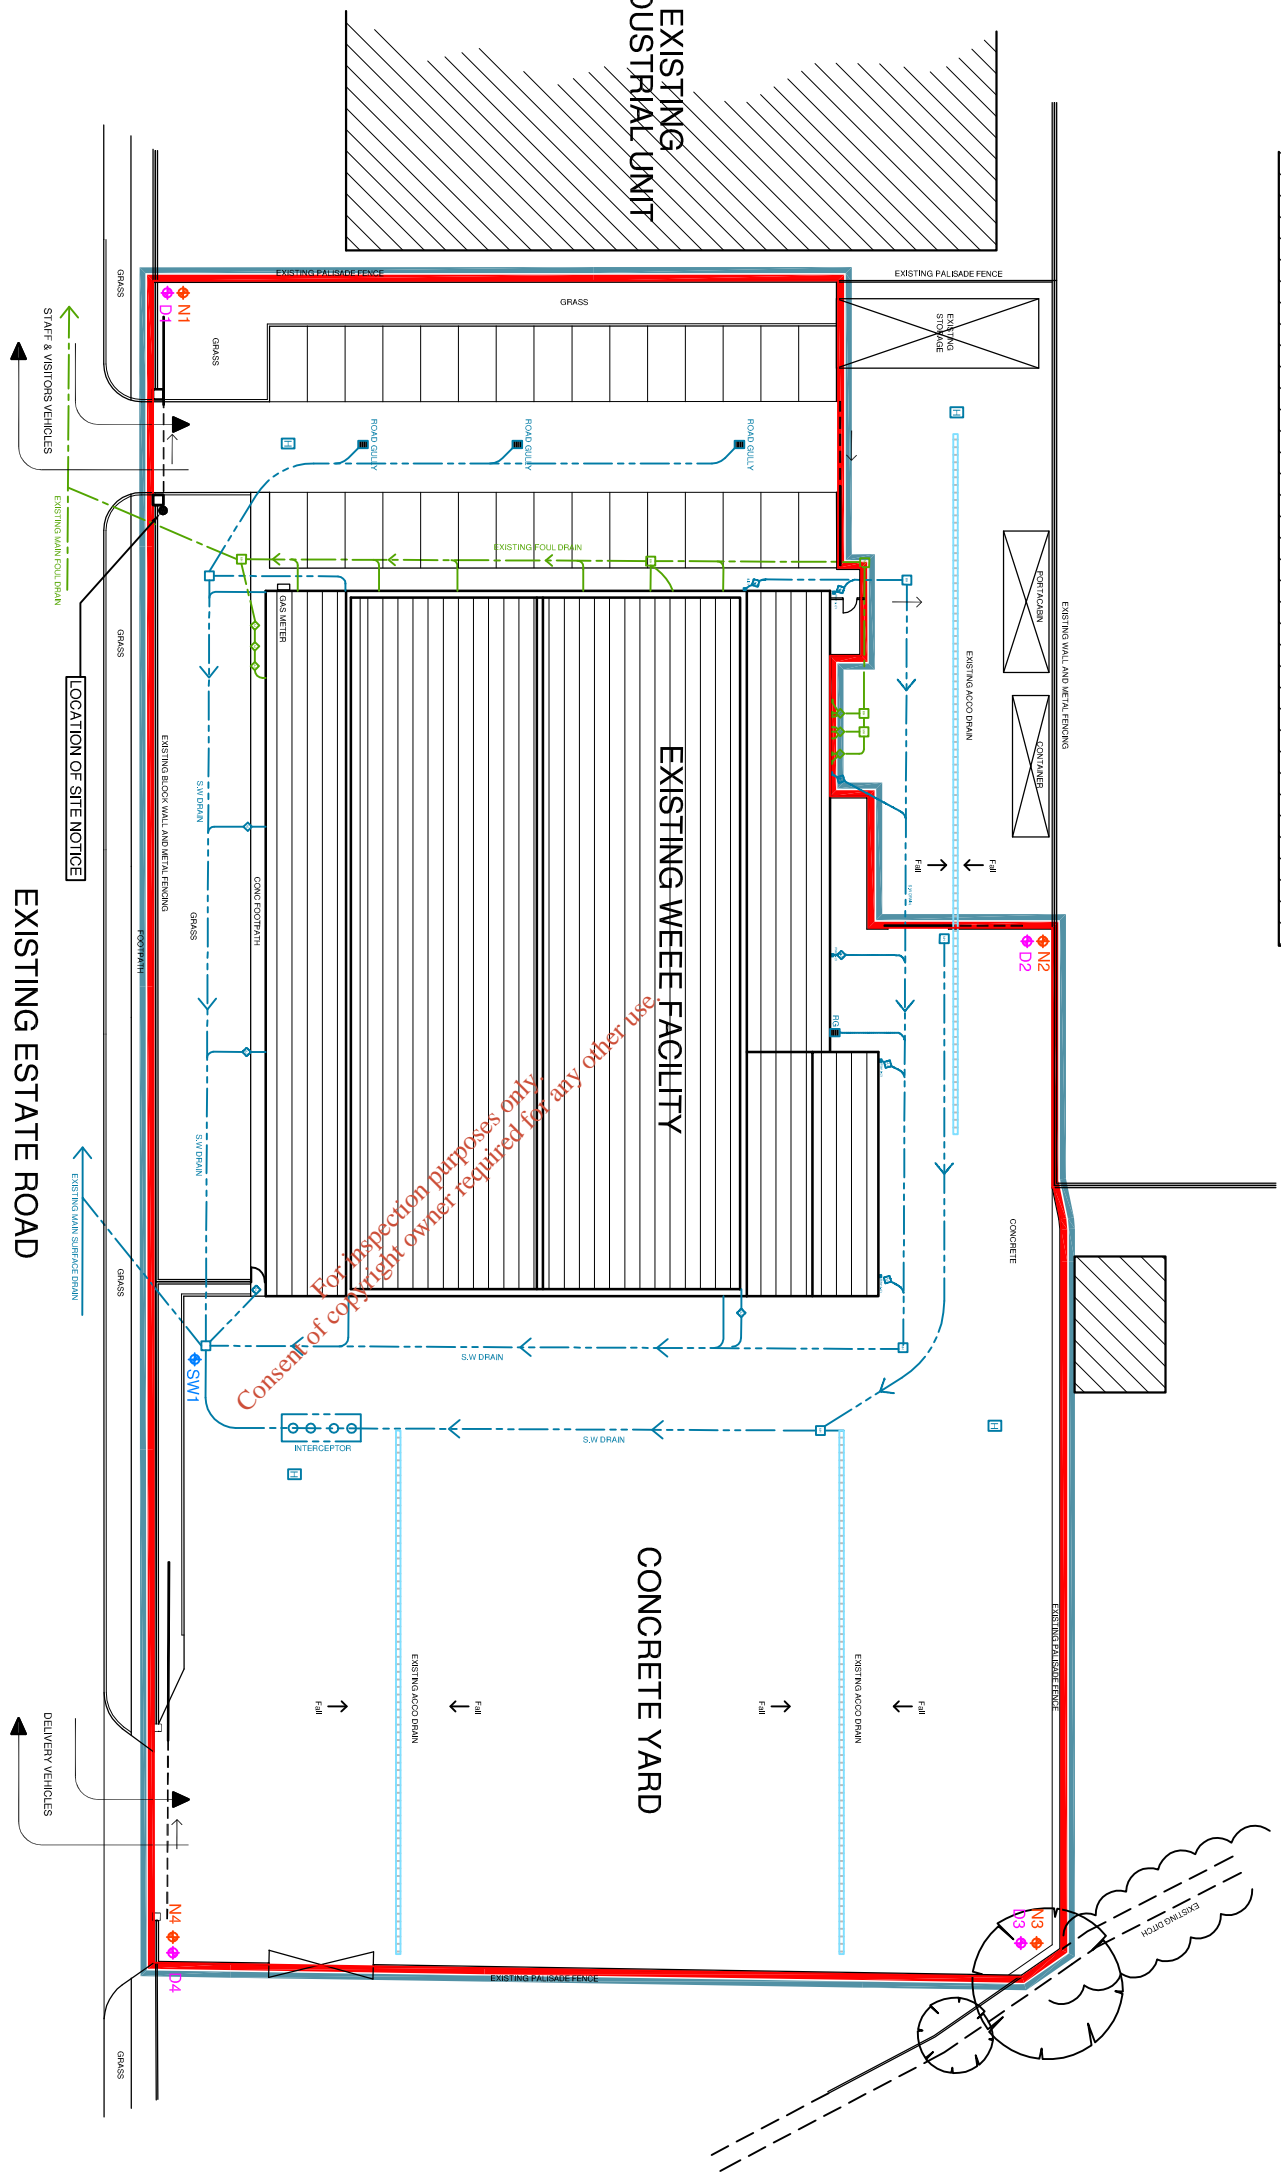 EXISTING
DUSTRIAL UNIT
EXISTING PALISADE FENCE
EXISTING PALISADE FENCE
GRASS
GRASS
GRASS
EXISTING
STORAGE
N1
D1
STAFF & VISITORS VEHICLES
H
H
ROAD GULLY
ROAD GULLY
ROAD GULLY
EXISTING MAIN FOUL DRAIN
EXISTING FOUL DRAIN
GAS METER
PORTACABIN
EXISTING WALL AND METAL FENCING
EXISTING ACCO DRAIN
CONTAINER
GRASS
LOCATION OF SITE NOTICE
EXISTING BLOCK WALL AND METAL FENCING
S.W DRAIN
EXISTING WEEE FACILITY
Fall
Fall
CONC FOOTPATH
GRASS
FOOTPATH
N2
D2
RG
EXISTING ESTATE ROAD
S.W DRAIN
EXISTING MAIN SURFACE DRAIN
GRASS
CONCRETE
For inspection purposes only.
Consent of copyright owner required for any other use.
S.W DRAIN
SW1
INTERCEPTOR
S.W DRAIN
H
H
CONCRETE YARD
EXISTING PALISADE FENCE
EXISTING ACCO DRAIN
EXISTING ACCO DRAIN
Fall
Fall
Fall
Fall
DELIVERY VEHICLES
N4
D4
N3
D3
EXISTING DITCH
EXISTING PALISADE FENCE
GRASS